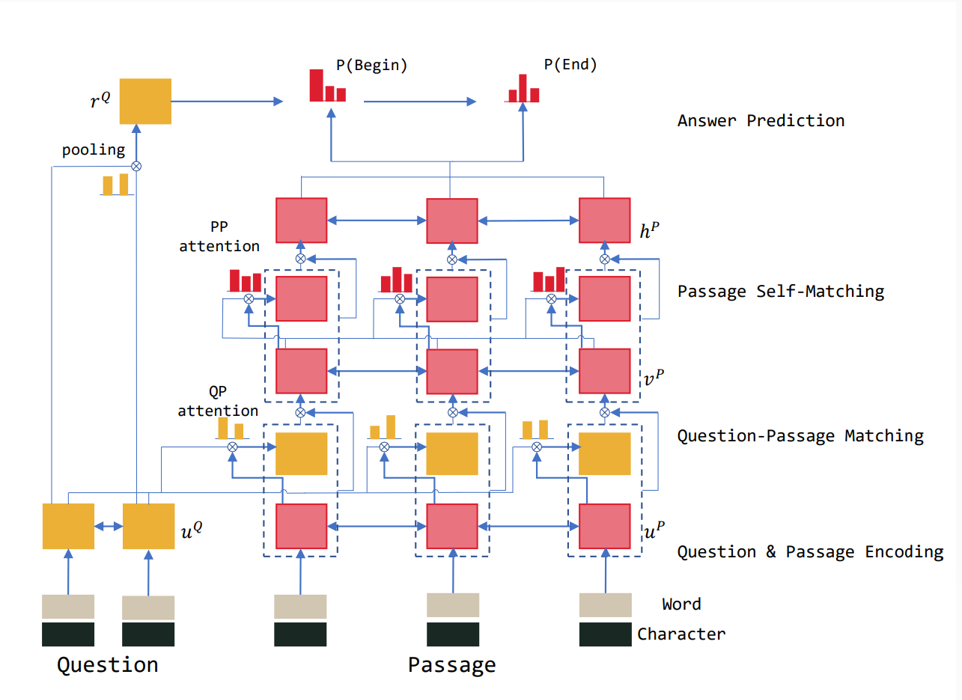 P(Begin)
P(End)
r^Q
Answer Prediction
pooling
PP
attention
h^P
Passage Self-Matching
v^P
QP
attention
Question-Passage Matching
u^Q
u^P
Question & Passage Encoding
Word
Character
Question
Passage